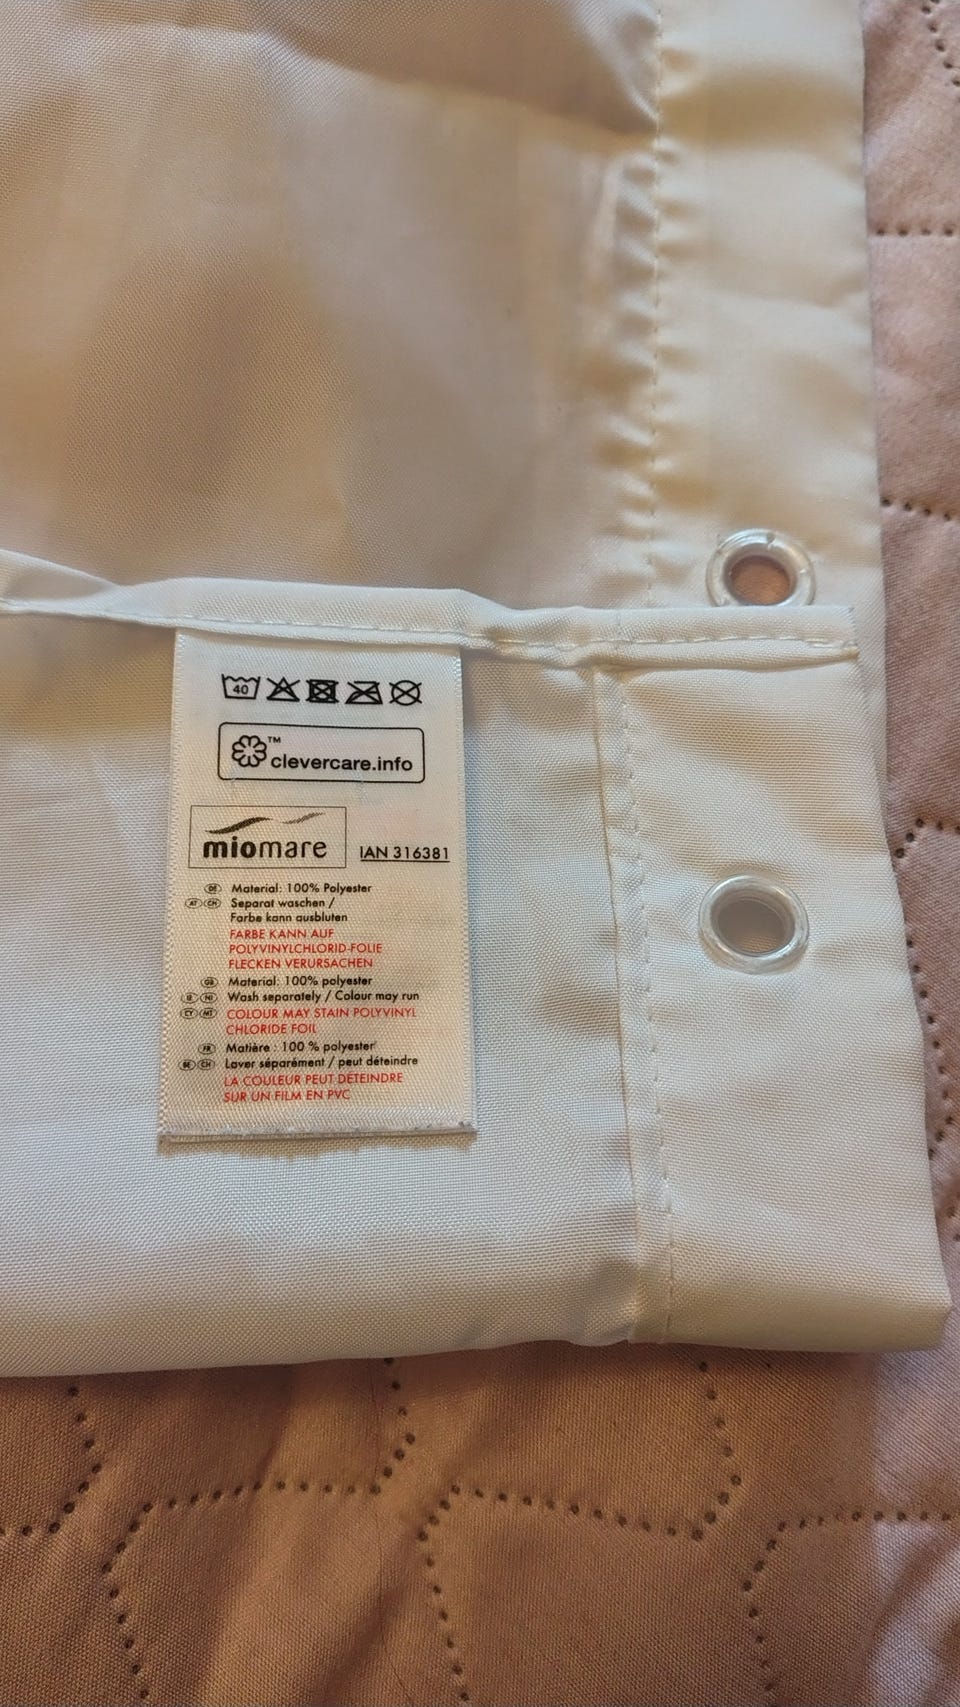 40
™
clevercare.info
miomare
IAN 316381
DE Material: 100% Polyester
AT CH Separat waschen /
Farbe kann ausbluten
FARBE KANN AUF
POLYVINYLCHLORID-FOLIE
FLECKEN VERURSACHEN
GB Material: 100% polyester
IE NI Wash separately / Colour may run
CY MT COLOUR MAY STAIN POLYVINYL
CHLORIDE FOIL
FR Matière : 100 % polyester
BE CH Laver séparément / peut déteindre
LA COULEUR PEUT DÉTEINDRE
SUR UN FILM EN PVC